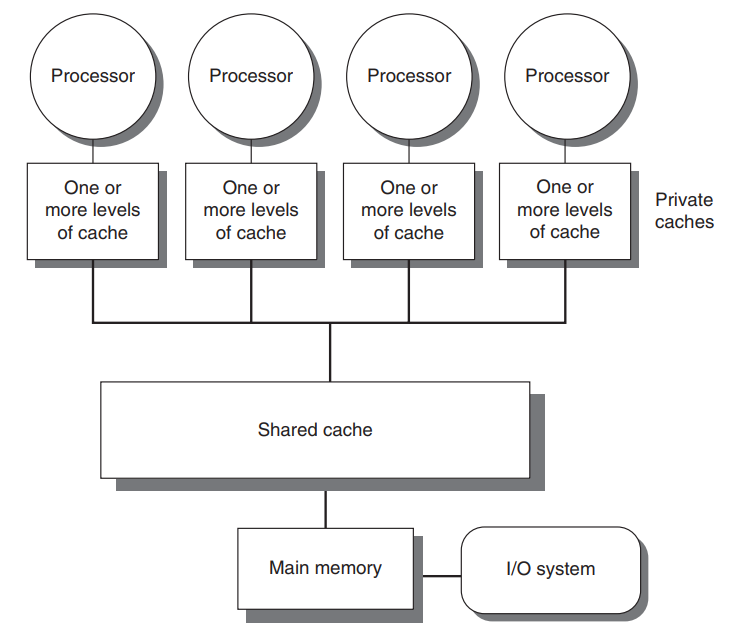 Processor
Processor
Processor
Processor
One or
more levels
of cache
One or
more levels
of cache
One or
more levels
of cache
One or
more levels
of cache
Private
caches
Shared cache
Main memory
I/O system